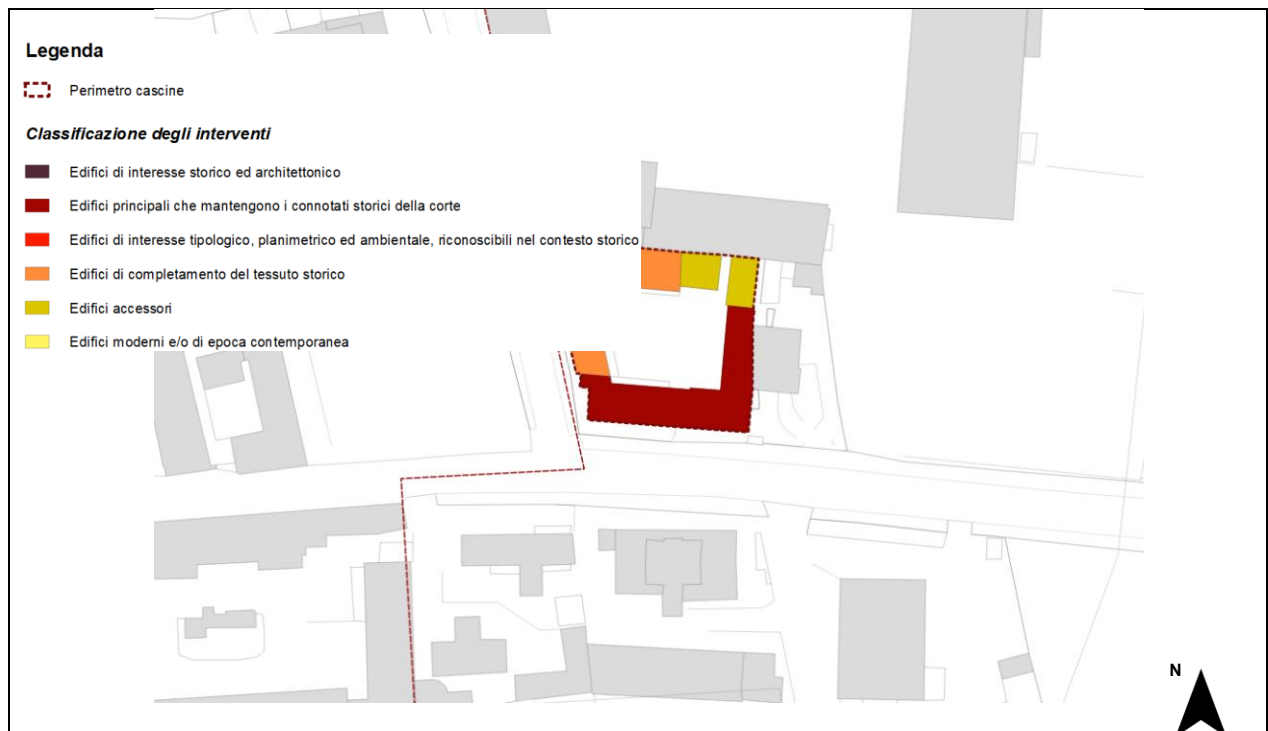 Legenda
Perimetro cascine
Classificazione degli interventi
Edifici di interesse storico ed architettonico
Edifici principali che mantengono i connotati storici della corte
Edifici di interesse tipologico, planimetrico ed ambientale, riconoscibili nel contesto storico
Edifici di completamento del tessuto storico
Edifici accessori
Edifici moderni e/o di epoca contemporanea
N